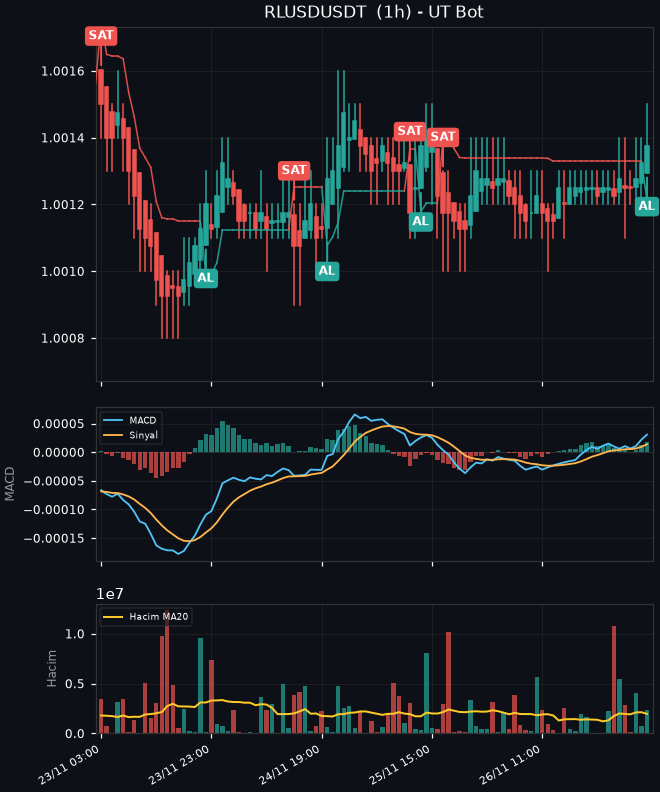 RLUSDUSDT (1h) - UT Bot
SAT
1.0016
1.0014
SAT
SAT
SAT
1.0012
AL
AL
1.0010
AL
AL
1.0008
0.00005
MACD
Sinyal
0.00000
−0.00005
−0.00010
−0.00015
MACD
1e7
Hacim MA20
1.0
0.5
0.0
Hacim
23/11 03:00
23/11 23:00
24/11 19:00
25/11 15:00
26/11 11:00